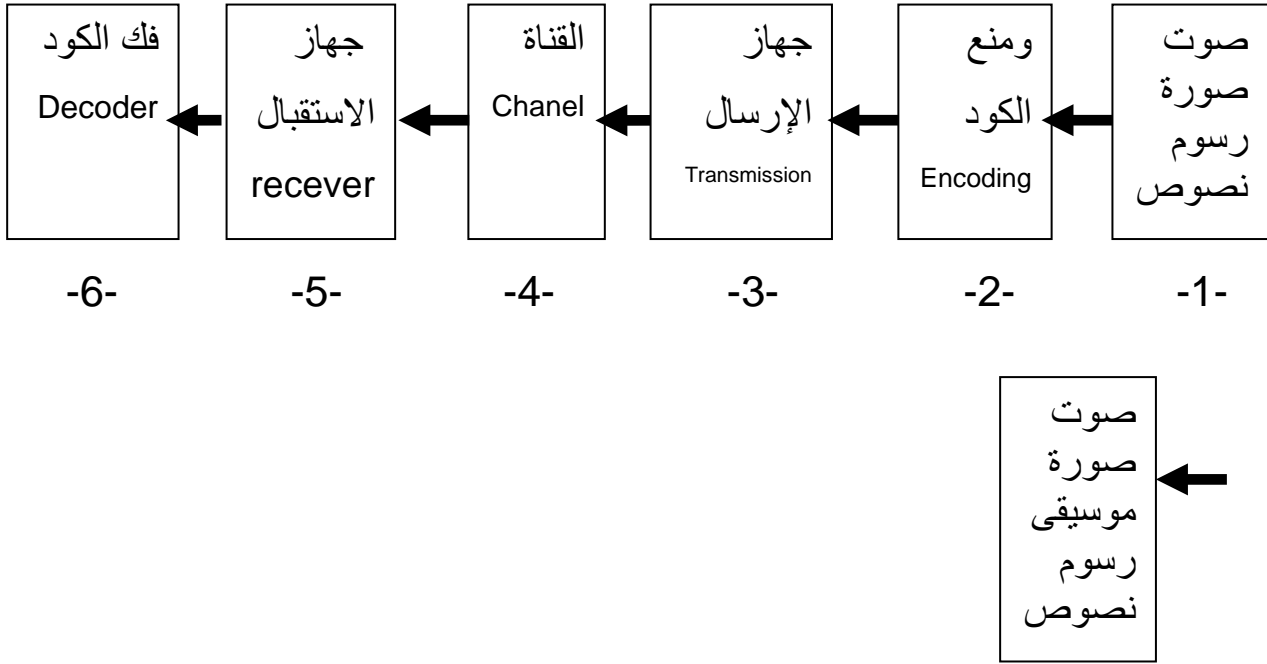 صوت
صورة
رسوم
نصوص
ومنع
الكود
Encoding
جهاز
الإرسال
Transmission
القناة
Chanel
جهاز
الاستقبال
recever
فك الكود
Decoder
-1-
-2-
-3-
-4-
-5-
-6-
صوت
صورة
موسيقى
رسوم
نصوص